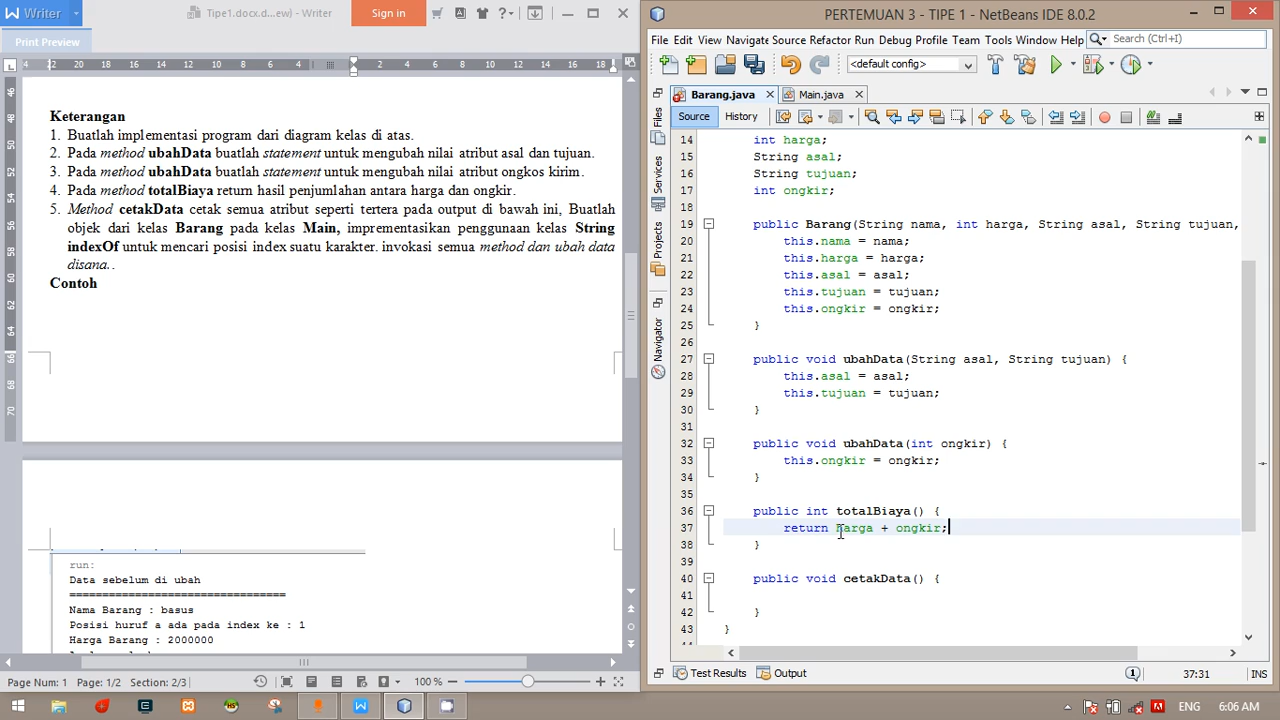 Writer
Tipe1.docx.d...ew) - Writer
Sign in
Print Preview
Keterangan
1. Buatlah implementasi program dari diagram kelas di atas.
2. Pada method ubahData buatlah statement untuk mengubah nilai atribut asal dan tujuan.
3. Pada method ubahData buatlah statement untuk mengubah nilai atribut ongkos kirim.
4. Pada method totalBiaya return hasil penjumlahan antara harga dan ongkir.
5. Method cetakData cetak semua atribut seperti tertera pada output di bawah ini, Buatlah
objek dari kelas Barang pada kelas Main, imprementasikan penggunaan kelas String
indexOf untuk mencari posisi index suatu karakter. invokasi semua method dan ubah data
disana. .
Contoh
run:
Data sebelum di ubah
================================
Nama Barang : basus
Posisi huruf a ada pada index ke : 1
Harga Barang : 2000000
Page Num: 1 Page: 1/2 Section: 2/3 100 %
PERTEMUAN 3 - TIPE 1 - NetBeans IDE 8.0.2
File Edit View Navigate Source Refactor Run Debug Profile Team Tools Window Help Search (Ctrl+I)
<default config>
Barang.java Main.java
Source History
Files
Services
Projects
Navigator
14 int harga;
15 String asal;
16 String tujuan;
17 int ongkir;
18
19 public Barang(String nama, int harga, String asal, String tujuan,
20 this.nama = nama;
21 this.harga = harga;
22 this.asal = asal;
23 this.tujuan = tujuan;
24 this.ongkir = ongkir;
25 }
26
27 public void ubahData(String asal, String tujuan) {
28 this.asal = asal;
29 this.tujuan = tujuan;
30 }
31
32 public void ubahData(int ongkir) {
33 this.ongkir = ongkir;
34 }
35
36 public int totalBiaya() {
37 return harga + ongkir;
38 }
39
40 public void cetakData() {
41
42 }
43 }
Test Results Output 1 37:31 INS
ENG 6:06 AM